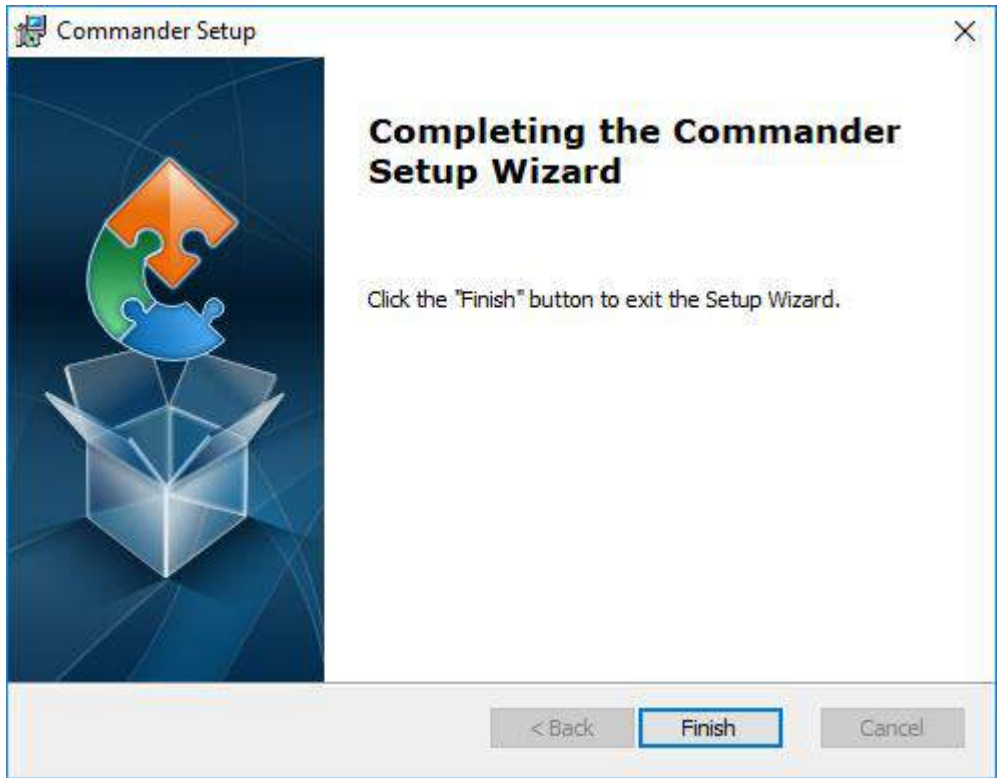 Commander Setup
Completing the Commander
Setup Wizard
Click the "Finish" button to exit the Setup Wizard.
< Back
Finish
Cancel